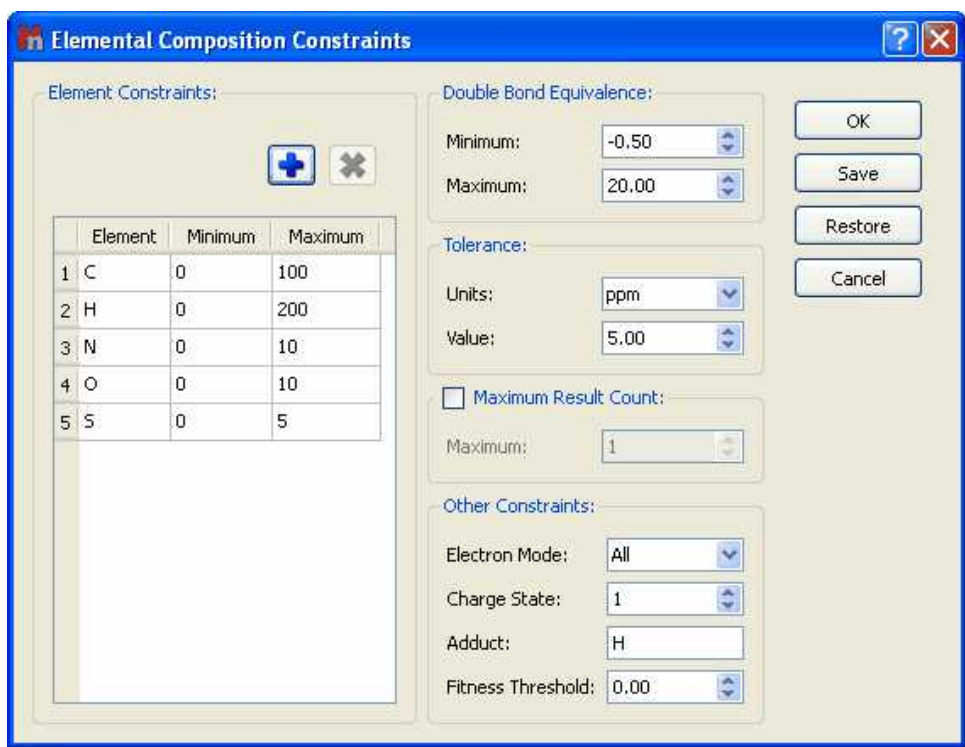 Elemental Composition Constraints
Element Constraints:
Element Minimum Maximum
1 C 0 100
2 H 0 200
3 N 0 10
4 O 0 10
5 S 0 5
Double Bond Equivalence:
Minimum: -0.50
Maximum: 20.00
Tolerance:
Units: ppm
Value: 5.00
Maximum Result Count:
Maximum: 1
Other Constraints:
Electron Mode: All
Charge State: 1
Adduct: H
Fitness Threshold: 0.00
OK
Save
Restore
Cancel